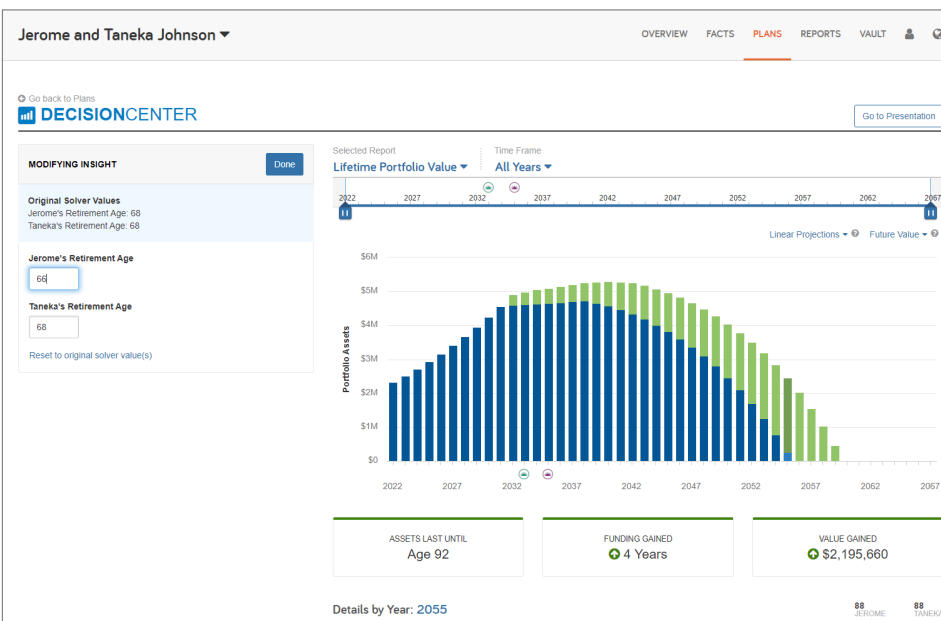 Jerome and Taneka Johnson
OVERVIEW FACTS PLANS REPORTS VAULT
Go back to Plans
DECISIONCENTER
Go to Presentation
MODIFYING INSIGHT
Done
Original Solver Values
Jerome's Retirement Age: 68
Taneka's Retirement Age: 68
Jerome's Retirement Age
66
Taneka's Retirement Age
68
Reset to original solver value(s)
Selected Report
Lifetime Portfolio Value
Time Frame
All Years
2022 2027 2032 2037 2042 2047 2052 2057 2062 2067
Linear Projections Future Value
Portfolio Assets
$6M
$5M
$4M
$3M
$2M
$1M
$0
2022 2027 2032 2037 2042 2047 2052 2057 2062 2067
ASSETS LAST UNTIL
Age 92
FUNDING GAINED
4 Years
VALUE GAINED
$2,195,660
Details by Year: 2055
88
JEROME
88
TANEKA